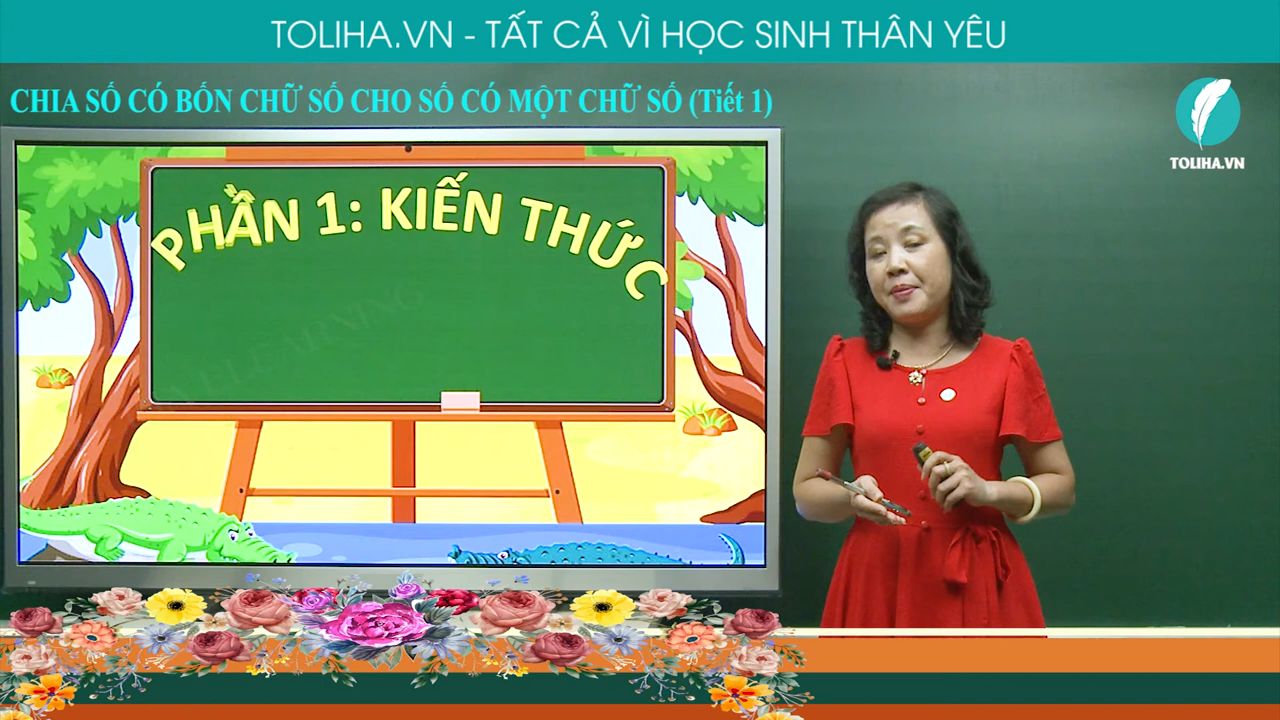 TOLIHA.VN - TẤT CẢ VÌ HỌC SINH THÂN YÊU
CHIA SỐ CÓ BỐN CHỮ SỐ CHO SỐ CÓ MỘT CHỮ SỐ (Tiết 1)
TOLIHA.VN
PHẦN 1: KIẾN THỨC
LEARNING